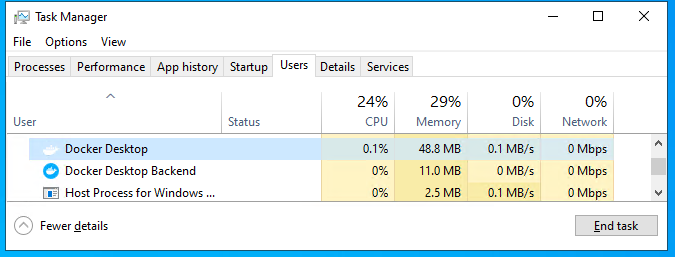 Task Manager
File Options View
Processes Performance App history Startup Users Details Services
24% 29% 0% 0%
User Status CPU Memory Disk Network
Docker Desktop 0.1% 48.8 MB 0.1 MB/s 0 Mbps
Docker Desktop Backend 0% 11.0 MB 0 MB/s 0 Mbps
Host Process for Windows ... 0% 2.5 MB 0.1 MB/s 0 Mbps
Fewer details End task